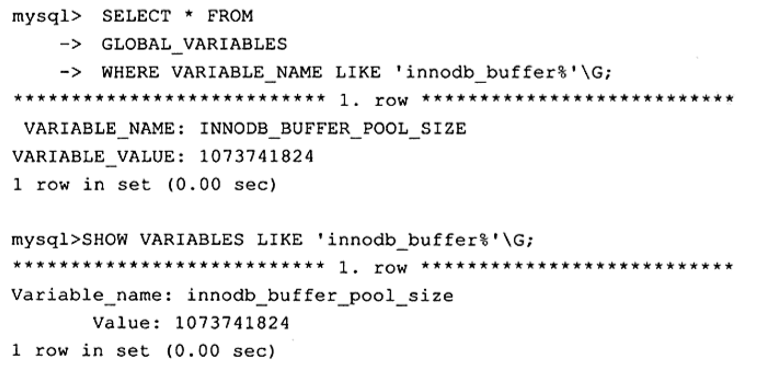 mysql>  SELECT * FROM
    ->  GLOBAL_VARIABLES
    ->  WHERE VARIABLE_NAME LIKE 'innodb_buffer%'\G;
*************************** 1. row ***************************
 VARIABLE_NAME: INNODB_BUFFER_POOL_SIZE
VARIABLE_VALUE: 1073741824
1 row in set (0.00 sec)

mysql>SHOW VARIABLES LIKE 'innodb_buffer%'\G;
*************************** 1. row ***************************
Variable_name: innodb_buffer_pool_size
       Value: 1073741824
1 row in set (0.00 sec)